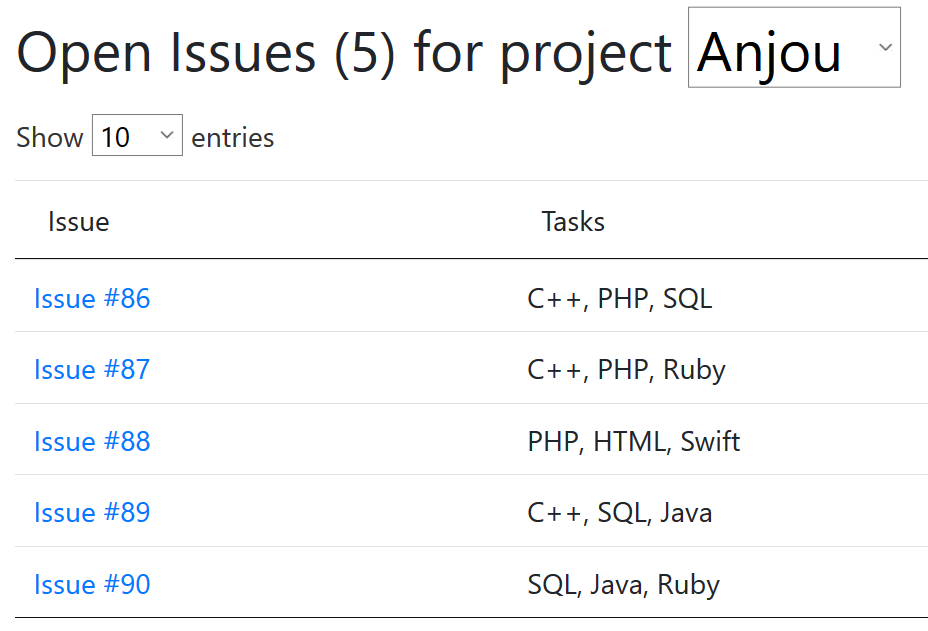 Open Issues (5) for project Anjou
Show 10 entries
Issue Tasks
Issue #86 C++, PHP, SQL
Issue #87 C++, PHP, Ruby
Issue #88 PHP, HTML, Swift
Issue #89 C++, SQL, Java
Issue #90 SQL, Java, Ruby